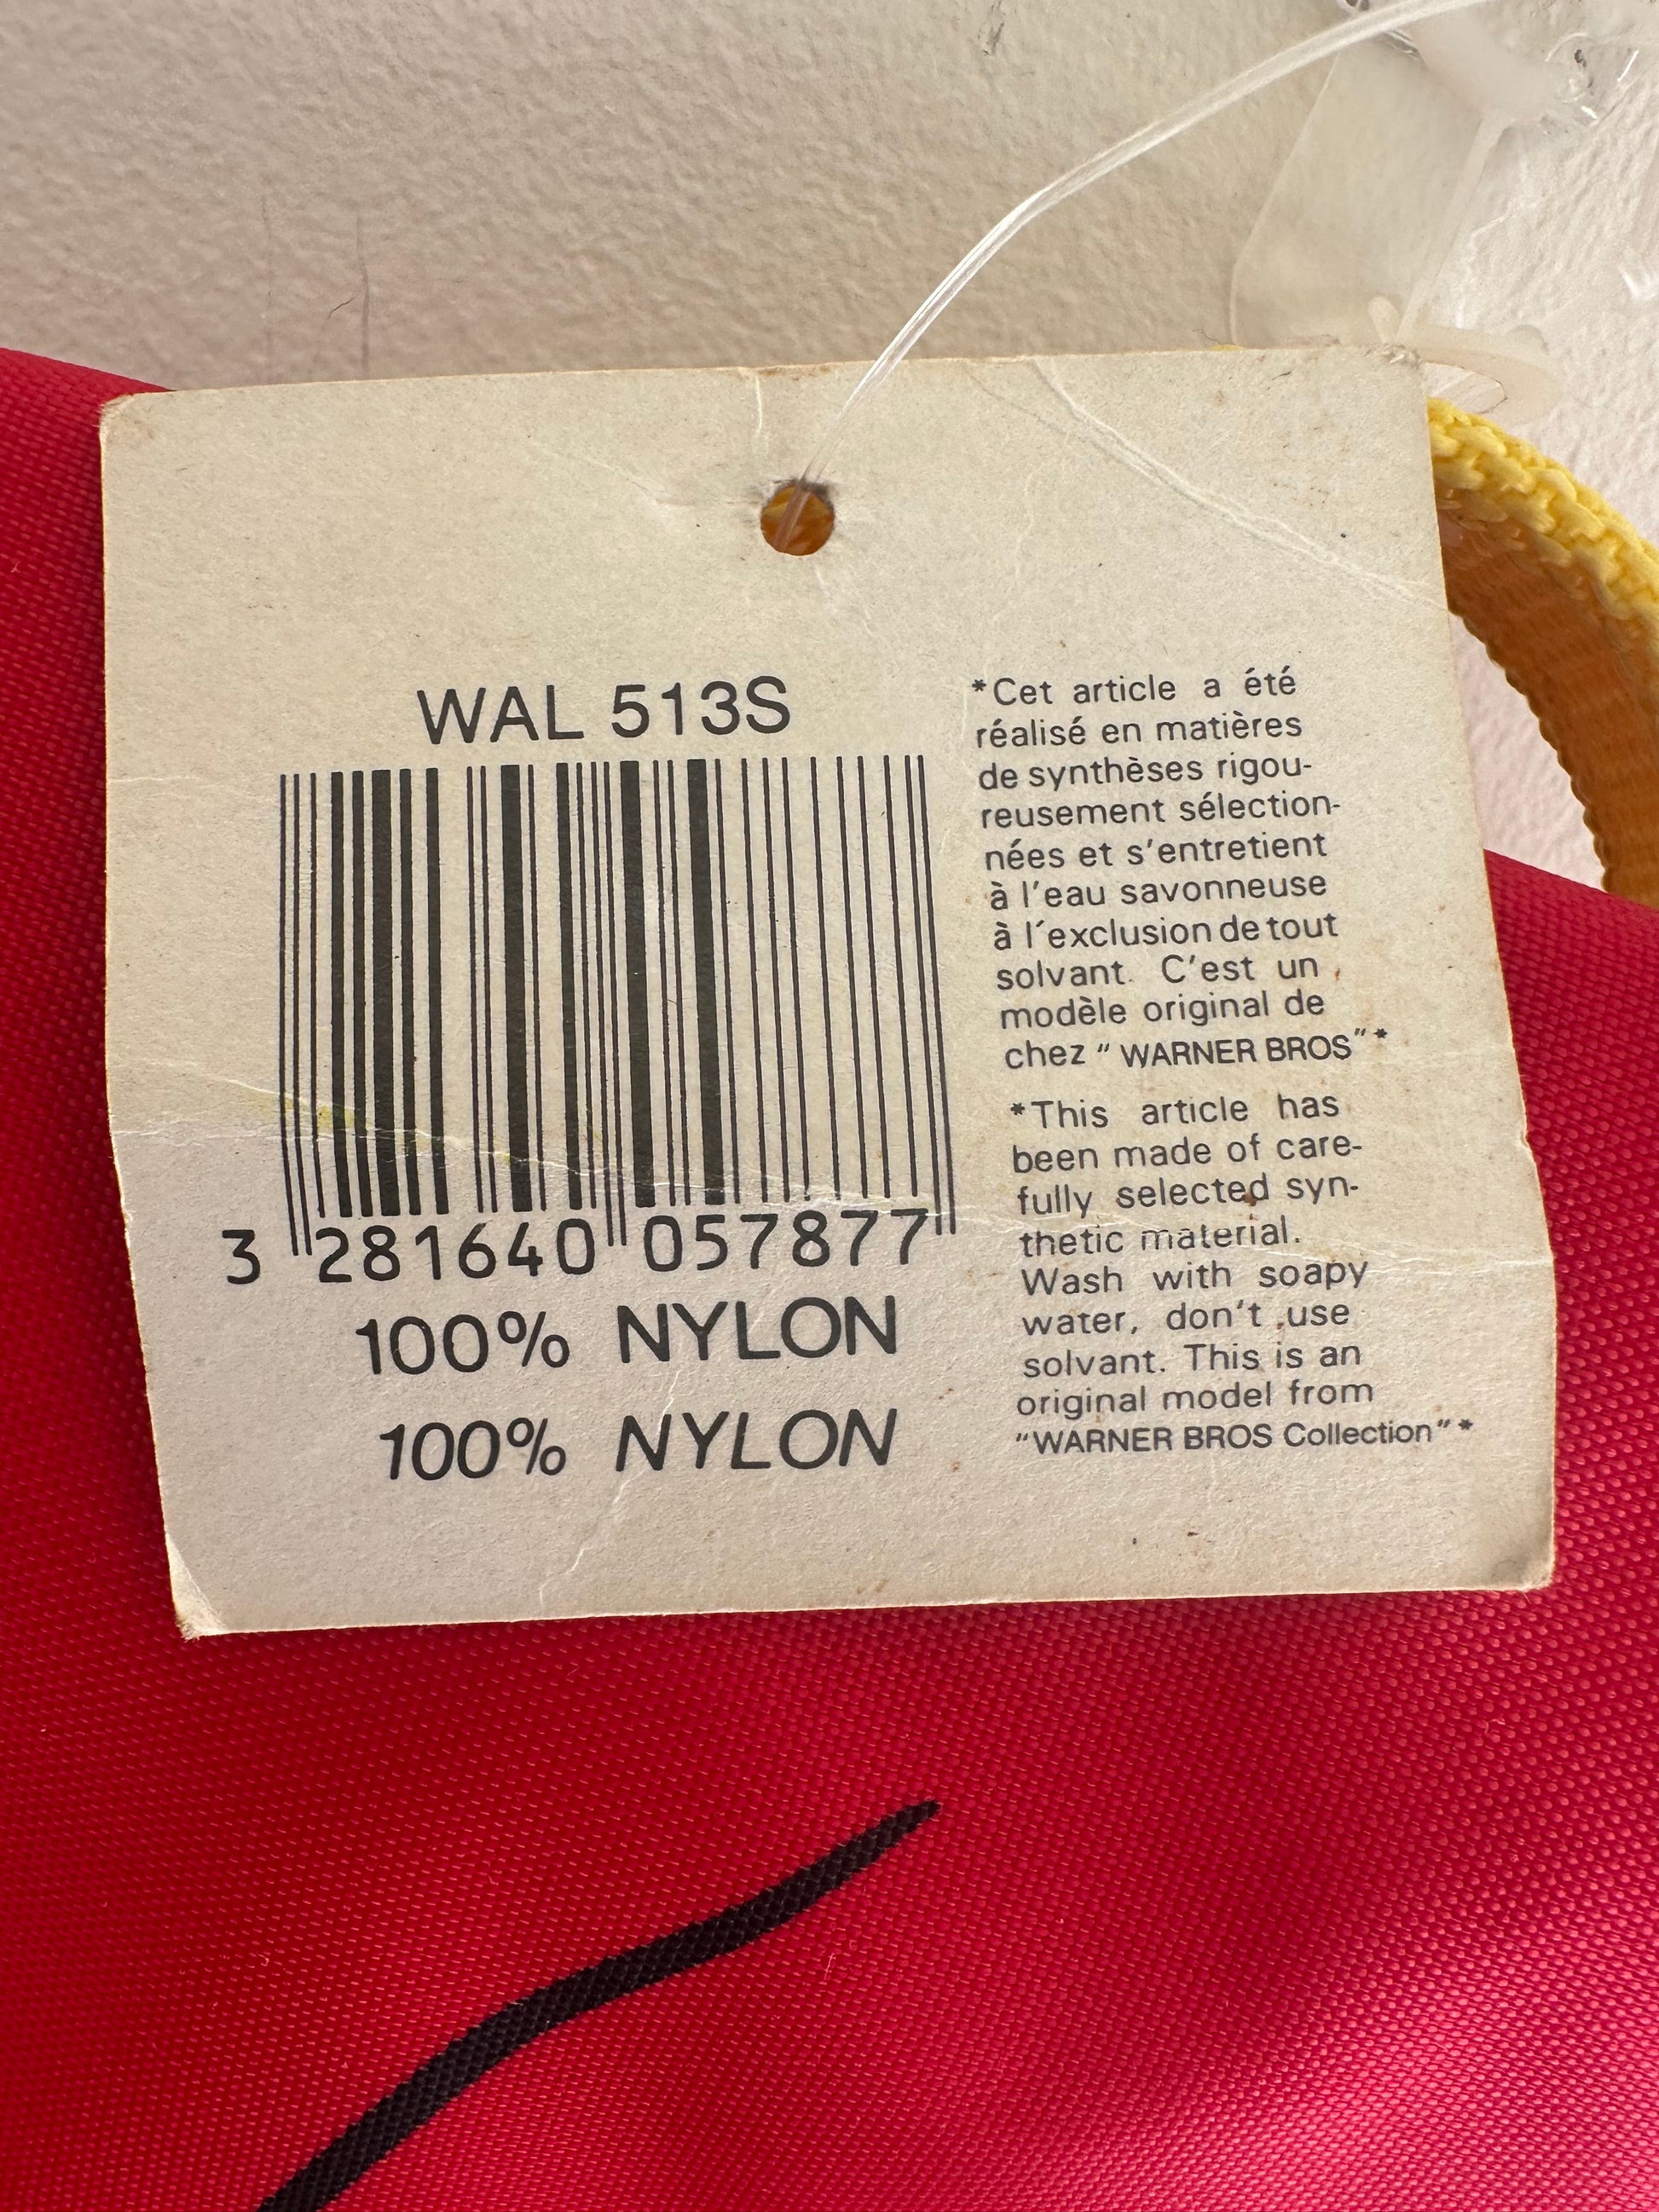 WAL 513S
3 281640 057877
100% NYLON
100% NYLON
*Cet article a été
réalisé en matières
de synthèses rigou-
reusement sélection-
nées et s'entretient
à l'eau savonneuse
à l'exclusion de tout
solvant. C'est un
modèle original de
chez "WARNER BROS"*
*This article has
been made of care-
fully selected syn-
thetic material.
Wash with soapy
water, don't use
solvant. This is an
original model from
"WARNER BROS Collection"*